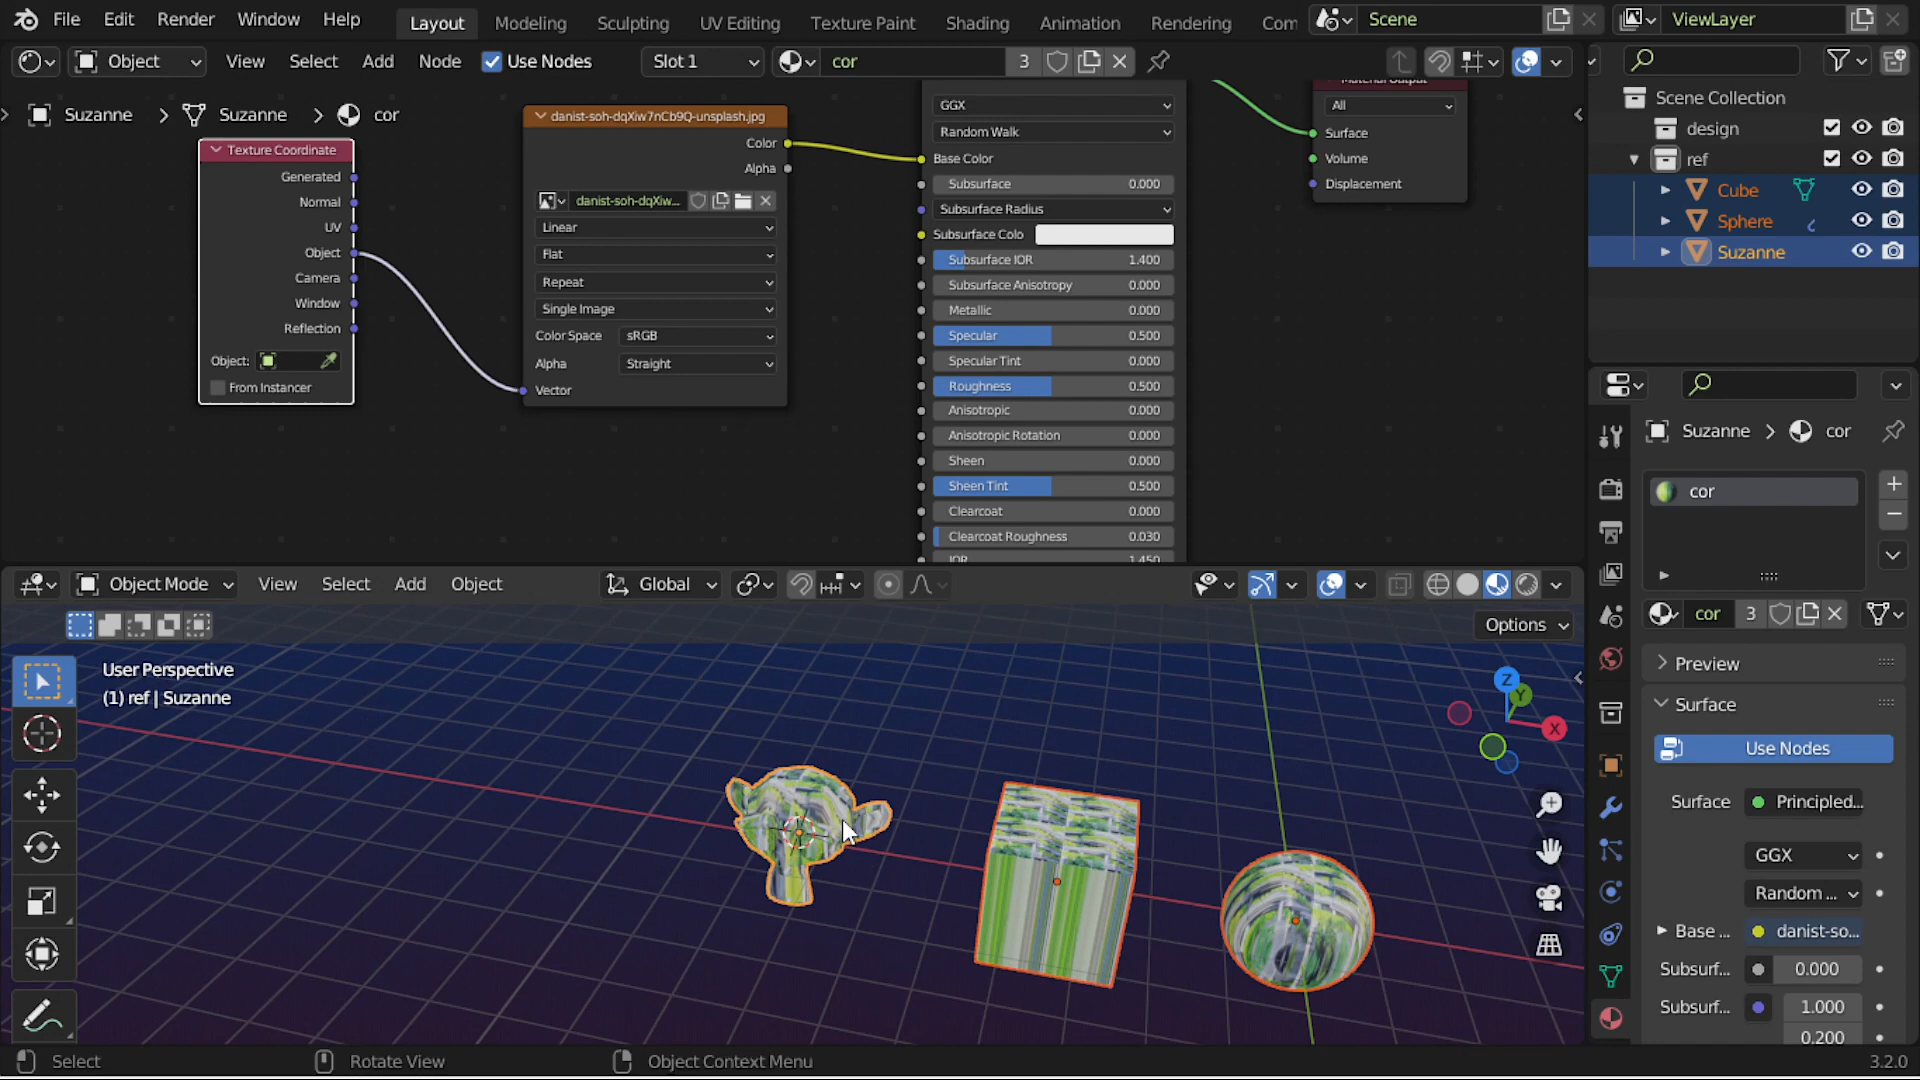 File Edit Render Window Help Layout Modeling Sculpting UV Editing Texture Paint Shading Animation Rendering Com Scene ViewLayer
Object View Select Add Node Use Nodes Slot 1 cor 3
Suzanne > Suzanne > cor
Texture Coordinate
Generated
Normal
UV
Object
Camera
Window
Reflection
Object:
From Instancer
danist-soh-dqXiw7nCb9Q-unsplash.jpg
Color
Alpha
danist-soh-dqXiw...
Linear
Flat
Repeat
Single Image
Color Space sRGB
Alpha Straight
Vector
GGX
Random Walk
Base Color
Subsurface 0.000
Subsurface Radius
Subsurface Colo
Subsurface IOR 1.400
Subsurface Anisotropy 0.000
Metallic 0.000
Specular 0.500
Specular Tint 0.000
Roughness 0.500
Anisotropic 0.000
Anisotropic Rotation 0.000
Sheen 0.000
Sheen Tint 0.500
Clearcoat 0.000
Clearcoat Roughness 0.030
IOR 1.450
Material Output
All
Surface
Volume
Displacement
Scene Collection
design
ref
Cube
Sphere
Suzanne
Suzanne > cor
cor
cor 3
Preview
Surface
Use Nodes
Surface Principled...
GGX
Random ...
Base ... danist-so...
Subsurf... 0.000
Subsurf... 1.000
0.200
Object Mode View Select Add Object Global
Options
User Perspective
(1) ref | Suzanne
Z
Y
X
Select Rotate View Object Context Menu 3.2.0